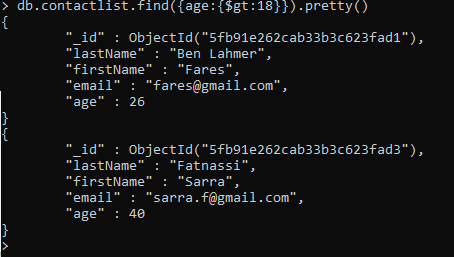 > db.contactlist.find({age:{$gt:18}}).pretty()
{
        "_id" : ObjectId("5fb91e262cab33b3c623fad1"),
        "lastName" : "Ben Lahmer",
        "firstName" : "Fares",
        "email" : "fares@gmail.com",
        "age" : 26
}
{
        "_id" : ObjectId("5fb91e262cab33b3c623fad3"),
        "lastName" : "Fatnassi",
        "firstName" : "Sarra",
        "email" : "sarra.f@gmail.com",
        "age" : 40
}
>